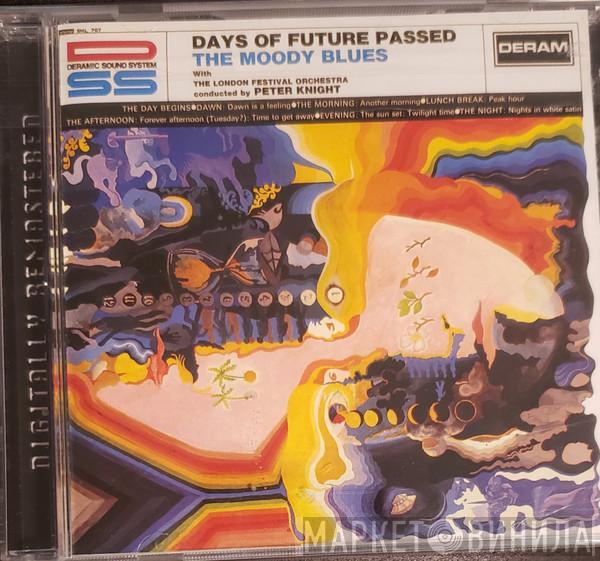 SML 707
DSS
DERAMIC SOUND SYSTEM
DAYS OF FUTURE PASSED
THE MOODY BLUES
With
THE LONDON FESTIVAL ORCHESTRA
conducted by PETER KNIGHT
DERAM
THE DAY BEGINS●DAWN: Dawn is a feeling●THE MORNING: Another morning●LUNCH BREAK: Peak hour
THE AFTERNOON: Forever afternoon (Tuesday?): Time to get away●EVENING: The sun set: Twilight time●THE NIGHT: Nights in white satin
DIGITALLY REMASTERED
МАРКЕТ ВИНИЛА